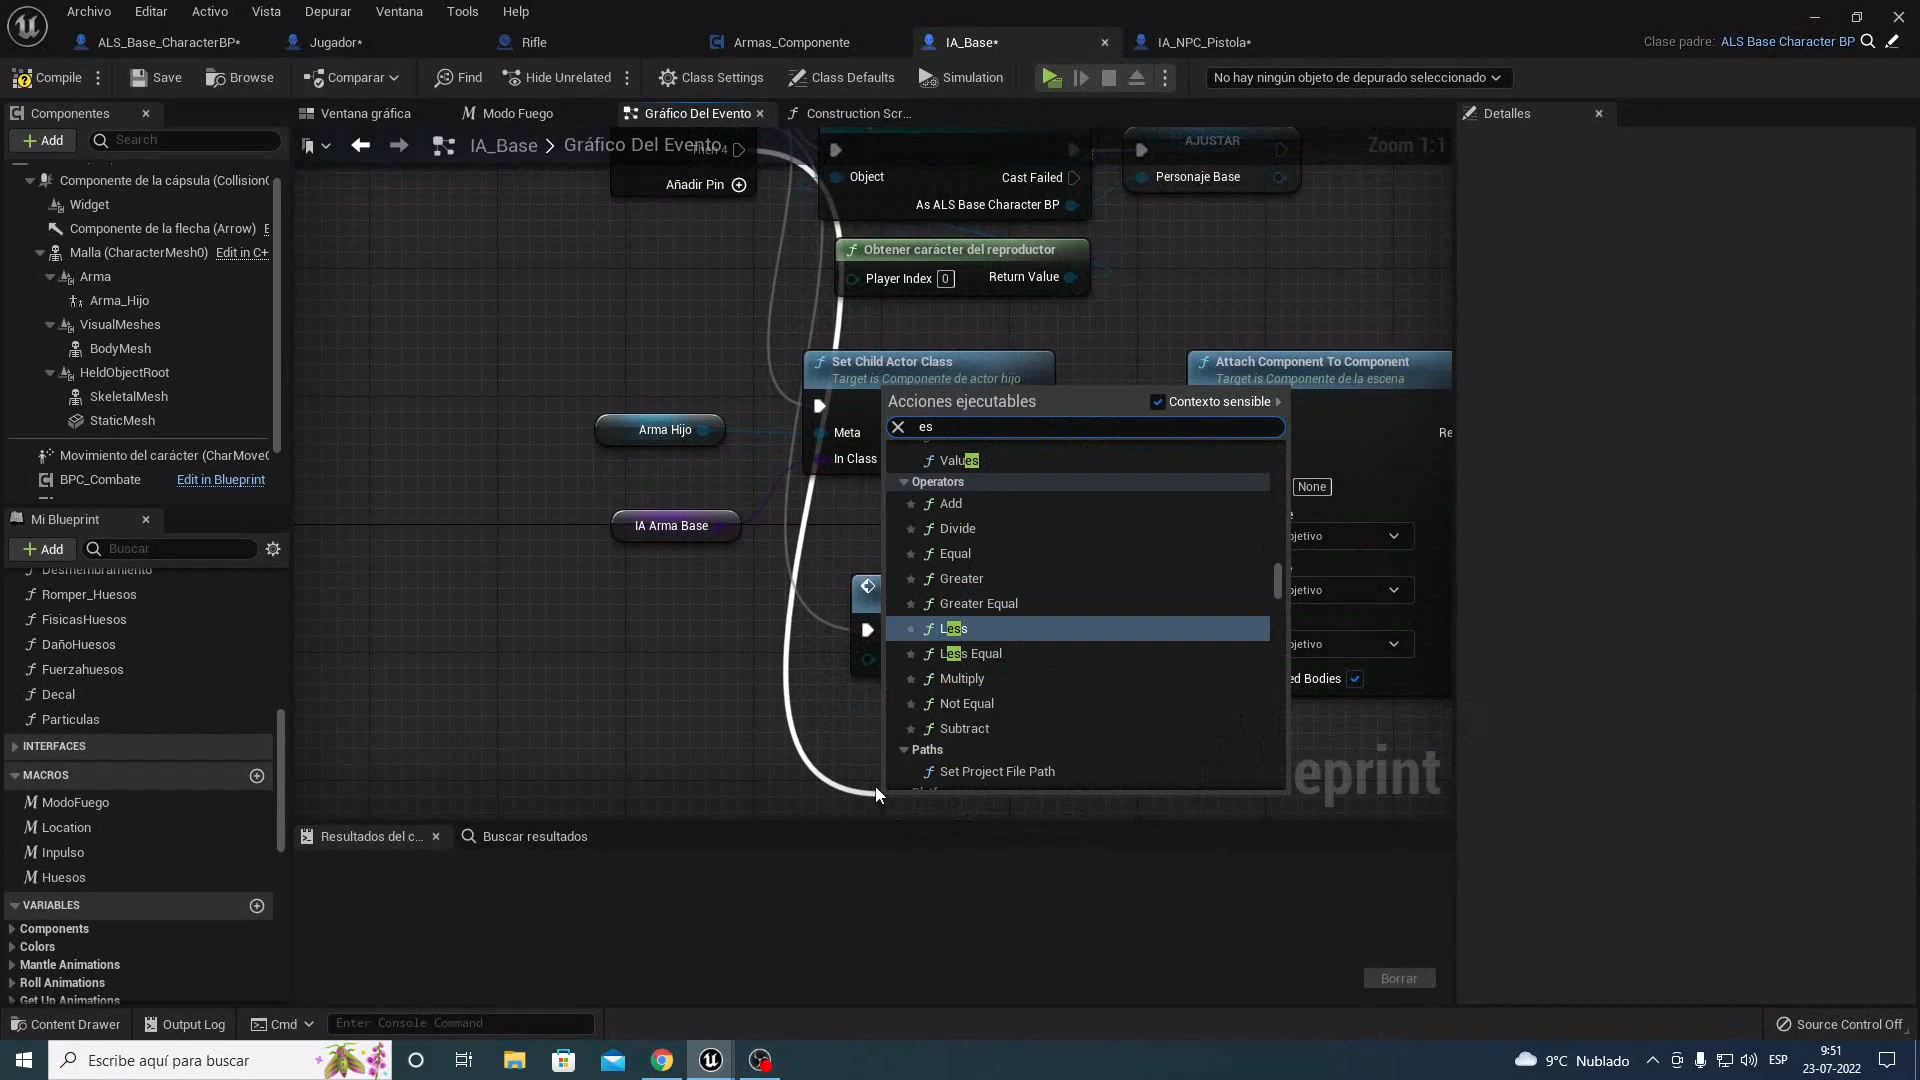 Archivo Editar Activo Vista Depurar Ventana Tools Help
ALS_Base_CharacterBP* Jugador* Rifle Armas_Componente IA_Base* IA_NPC_Pistola* Clase padre: ALS Base Character BP
Compile Save Browse Comparar Find Hide Unrelated Class Settings Class Defaults Simulation No hay ningún objeto de depurado seleccionado
Componentes Ventana gráfica Modo Fuego Gráfico Del Evento Construction Scr... Detalles
Add Search
IA_Base > Gráfico Del Evento
Zoom 1:1
Componente de la cápsula (Collision
Widget
Componente de la flecha (Arrow) E
Malla (CharacterMesh0) Edit in C+
Arma
Arma_Hijo
VisualMeshes
BodyMesh
HeldObjectRoot
SkeletalMesh
StaticMesh
Movimiento del carácter (CharMove
BPC_Combate Edit in Blueprint
Mi Blueprint
Add Buscar
Desmembramiento
Romper_Huesos
FisicasHuesos
DañoHuesos
Fuerzahuesos
Decal
Particulas
INTERFACES
MACROS
ModoFuego
Location
Inpulso
Huesos
VARIABLES
Components
Colors
Mantle Animations
Roll Animations
Get Up Animations
Then 4
Añadir Pin
Object Cast Failed
As ALS Base Character BP
AJUSTAR
Personaje Base
Obtener carácter del reproductor
Player Index 0 Return Value
Set Child Actor Class
Target is Componente de actor hijo
Meta
In Class
Arma Hijo
IA Arma Base
Attach Component To Component
Target is Componente de la escena
Re
None
e
ojetivo
e
ojetivo
ojetivo
ed Bodies
eprint
Acciones ejecutables Contexto sensible
es
Values
Operators
Add
Divide
Equal
Greater
Greater Equal
Less
Less Equal
Multiply
Not Equal
Subtract
Paths
Set Project File Path
Resultados del c... Buscar resultados
Borrar
Content Drawer Output Log Cmd Enter Console Command Source Control Off
Escribe aquí para buscar 9°C Nublado ESP 9:51
23-07-2022